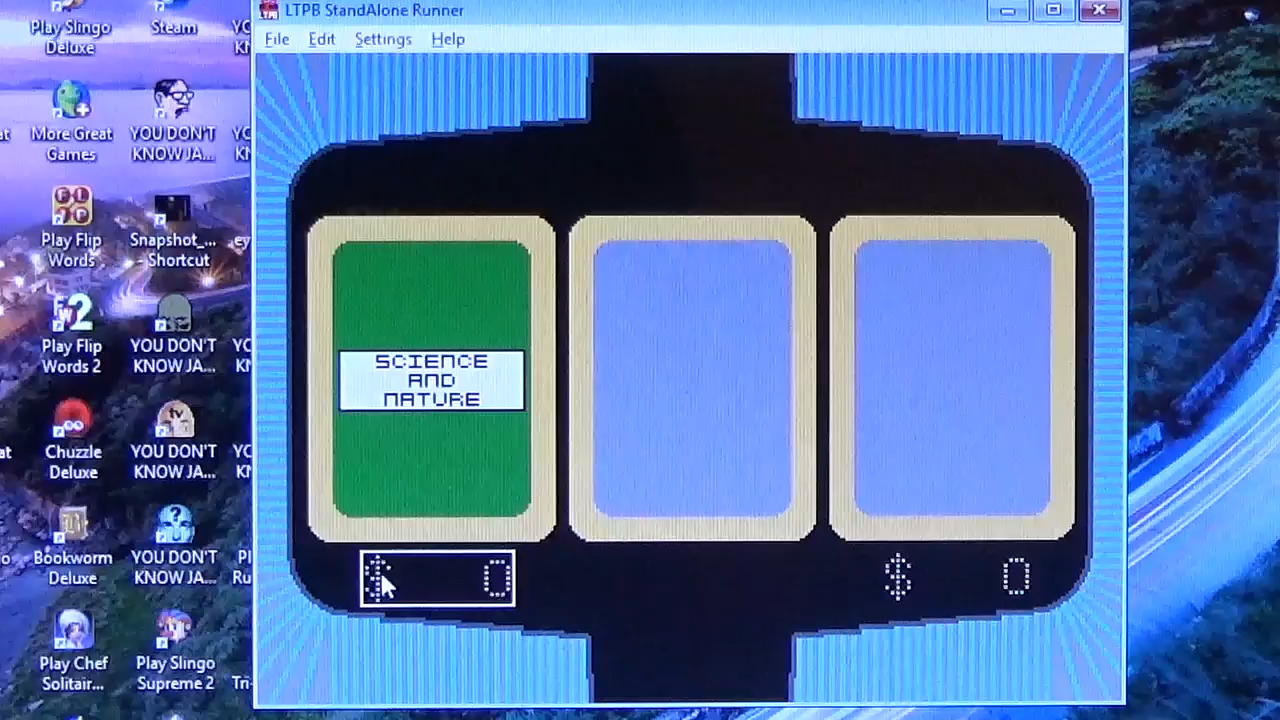 LTPB StandAlone Runner
File Edit Settings Help
Play Slingo
Deluxe
Steam
More Great
Games
YOU DON'T
KNOW JA...
Play Flip
Words
Snapshot_...
- Shortcut
Play Flip
Words 2
YOU DON'T
KNOW JA...
Chuzzle
Deluxe
YOU DON'T
KNOW JA...
Bookworm
Deluxe
YOU DON'T
KNOW JA...
Play Chef
Solitair...
Play Slingo
Supreme 2
SCIENCE
AND
NATURE
$ 0
$ 0